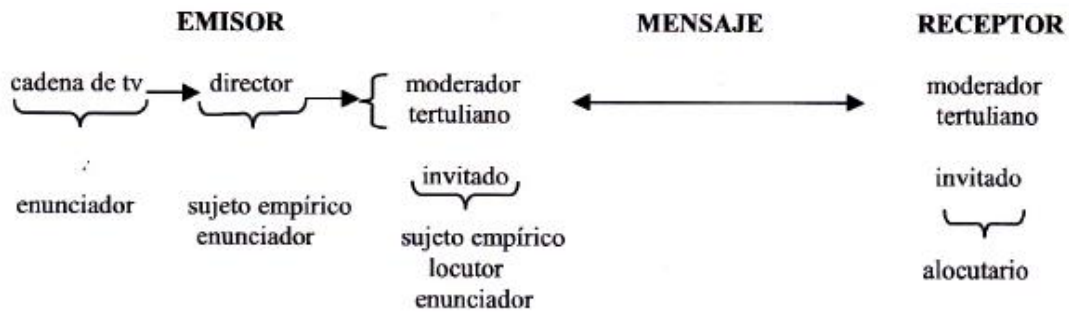 EMISOR MENSAJE RECEPTOR
cadena de tv director moderador moderador
tertuliano tertuliano
invitado invitado
enunciador sujeto empírico
enunciador sujeto empírico
locutor
enunciador
alocutario